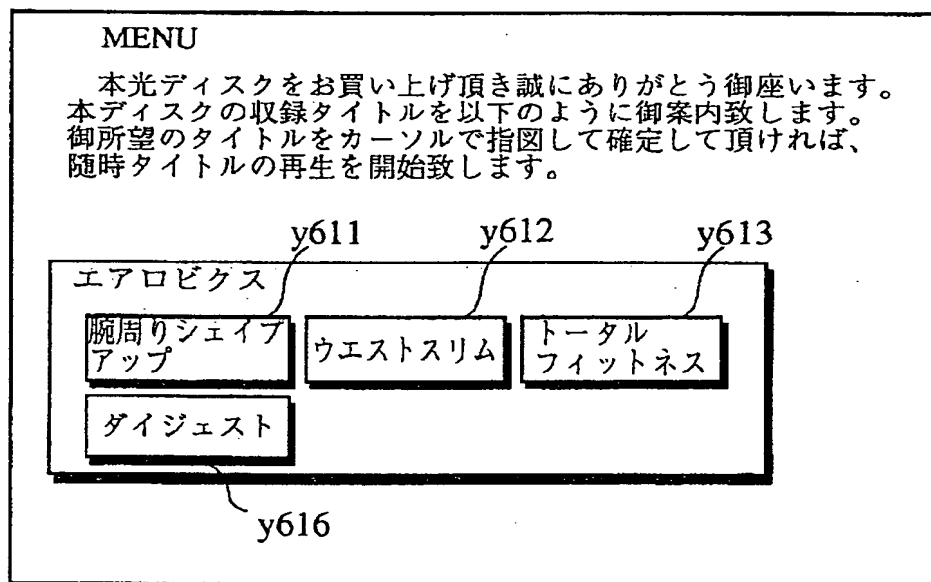 MENU
本光ディスクをお買い上げ頂き誠にありがとう御座います。
本ディスクの収録タイトルを以下のように御案内致します。
御所望のタイトルをカーソルで指図して確定して頂ければ、
随時タイトルの再生を開始致します。
y611 y612 y613
エアロビクス
腕周りシェイプ
アップ
ウエストスリム
トータル
フィットネス
ダイジェスト
y616